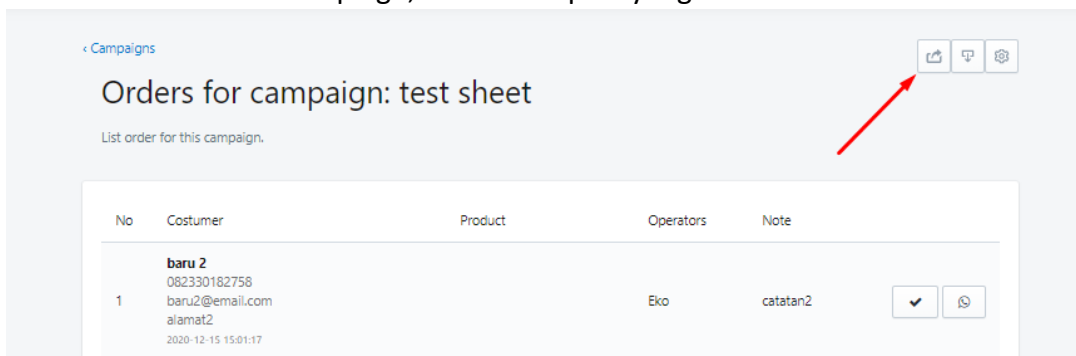 ‹ Campaigns
Orders for campaign: test sheet
List order for this campaign.
No Costumer Product Operators Note
baru 2
082330182758
1 baru2@email.com Eko catatan2
alamat2
2020-12-15 15:01:17